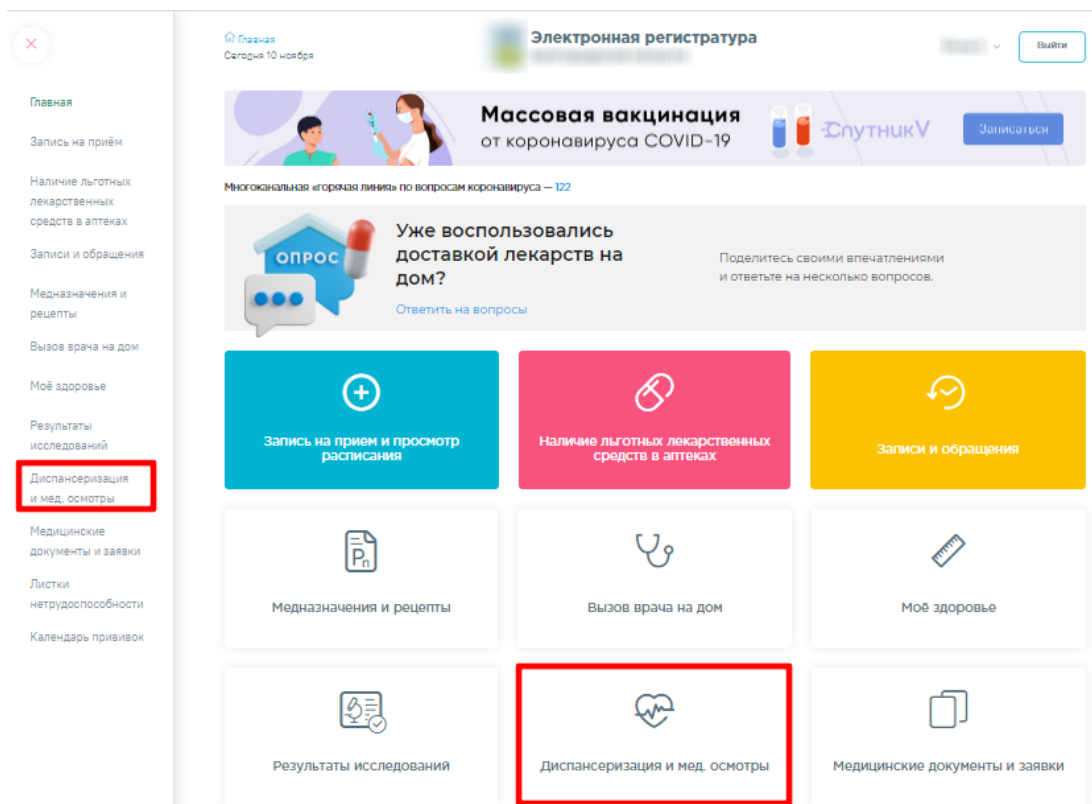 Главная
Сегодня 10 ноября
Электронная регистратура
Выйти
Главная
Запись на приём
Наличие льготных
лекарственных
средств в аптеках
Записи и обращения
Медназначения и
рецепты
Вызов врача на дом
Моё здоровье
Результаты
исследований
Диспансеризация
и мед. осмотры
Медицинские
документы и заявки
Листки
нетрудоспособности
Календарь прививок
Массовая вакцинация
от коронавируса COVID-19
СпутникV
Записаться
Многоканальная «горячая линия» по вопросам коронавируса — 122
ОПРОС
Уже воспользовались
доставкой лекарств на
дом?
Ответить на вопросы
Поделитесь своими впечатлениями
и ответьте на несколько вопросов.
Запись на прием и просмотр
расписания
Наличие льготных лекарственных
средств в аптеках
Записи и обращения
Рп
Медназначения и рецепты
Вызов врача на дом
Моё здоровье
Результаты исследований
Диспансеризация и мед. осмотры
Медицинские документы и заявки